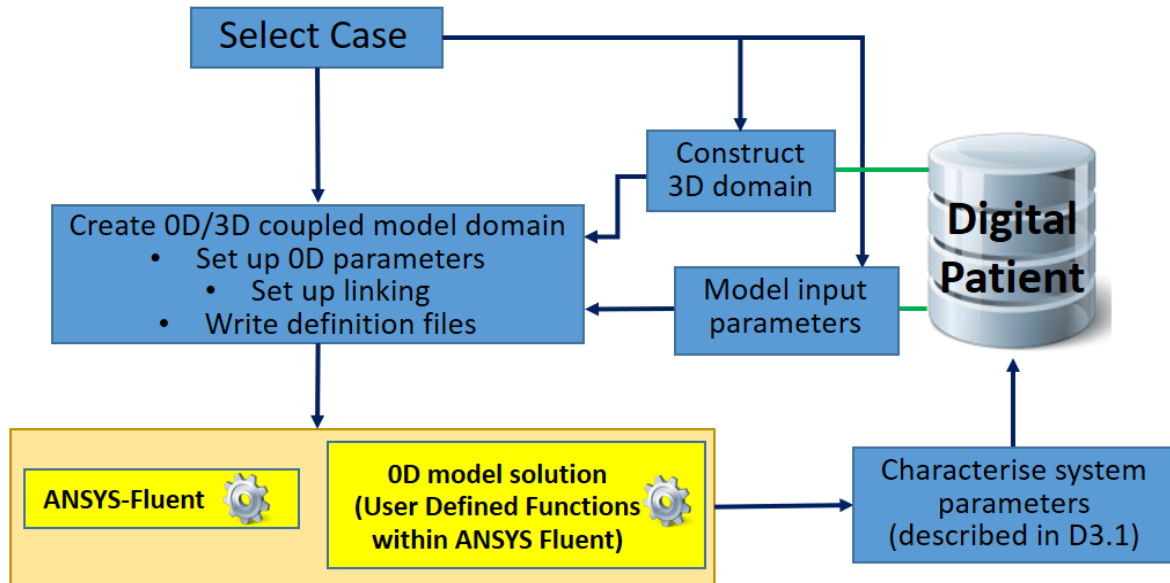 Select Case
Construct
3D domain
Digital
Patient
Create 0D/3D coupled model domain
• Set up 0D parameters
• Set up linking
• Write definition files
Model input
parameters
ANSYS-Fluent
0D model solution
(User Defined Functions
within ANSYS Fluent)
Characterise system
parameters
(described in D3.1)